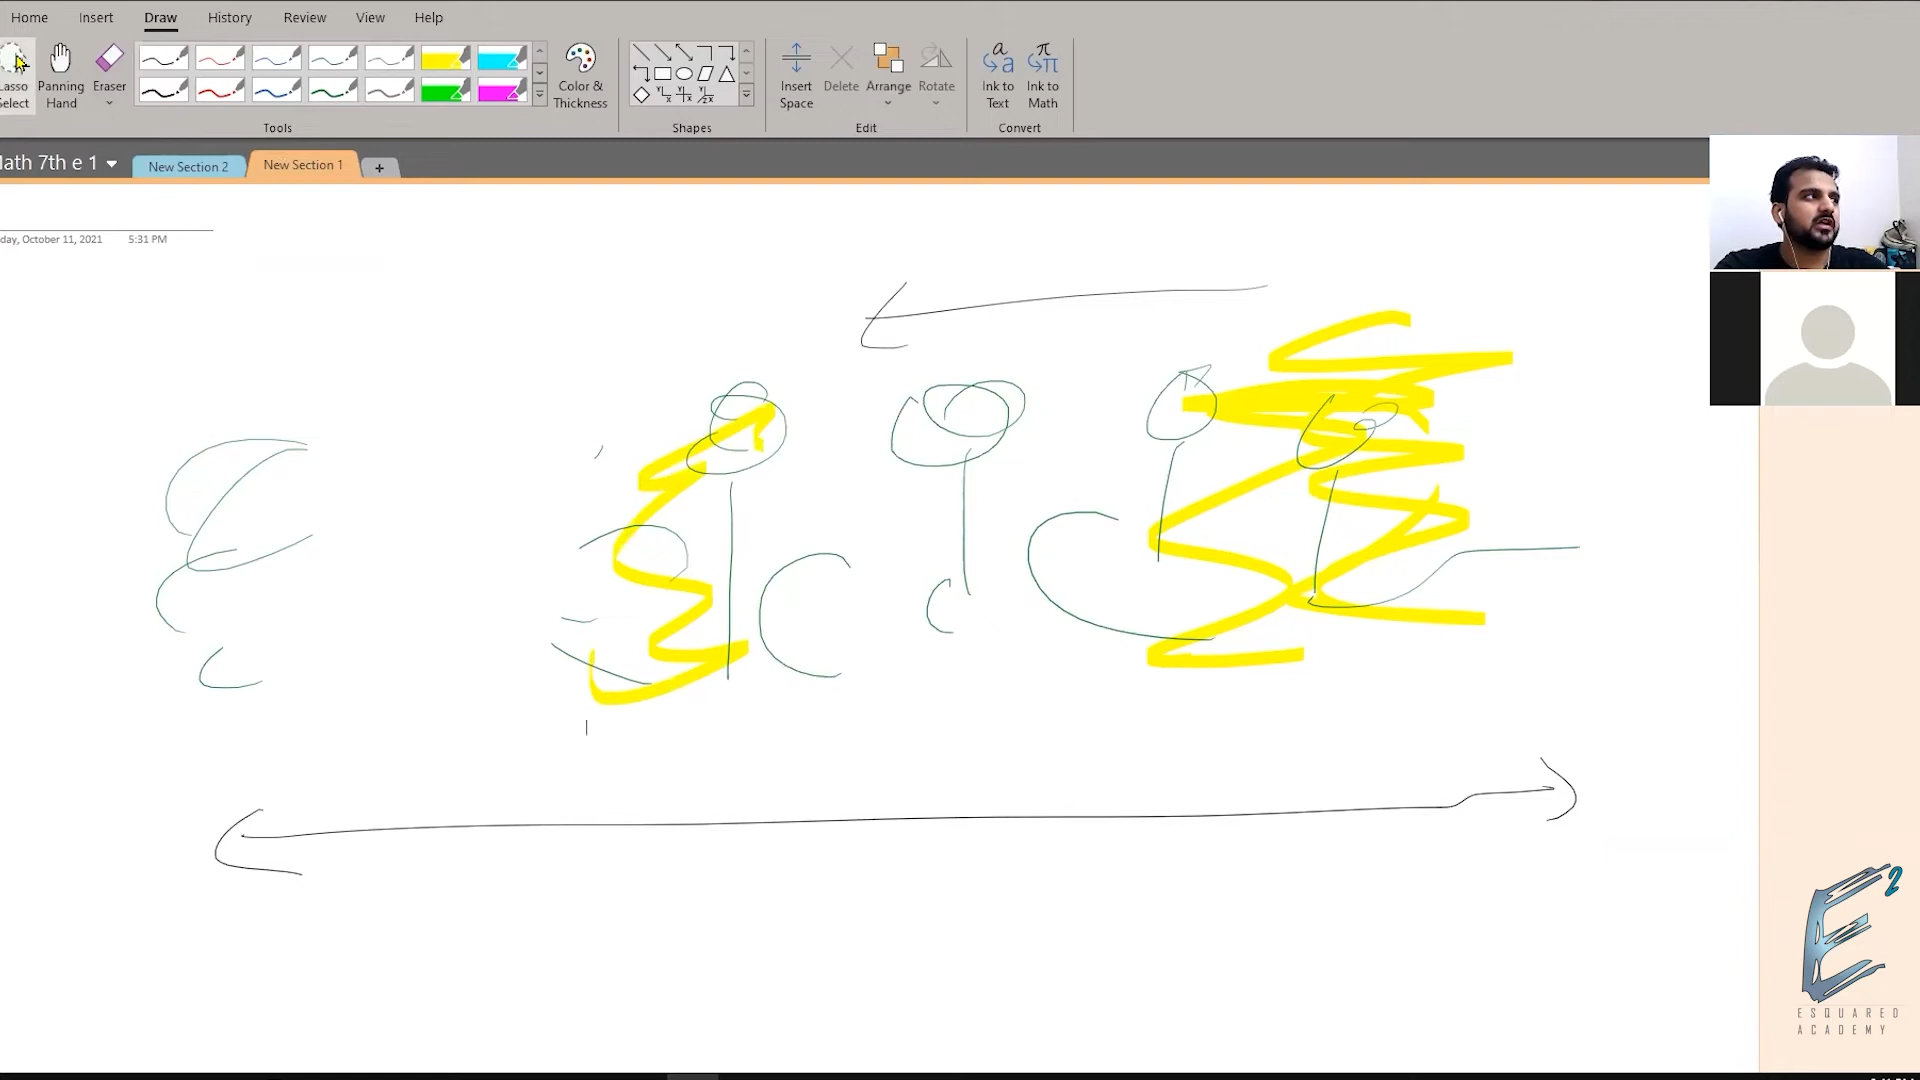 Home Insert Draw History Review View Help
Lasso Select
Panning Hand
Eraser
Color & Thickness
Insert Space
Delete
Arrange
Rotate
a
a
π
π
Ink to Text
Ink to Math
Tools
Shapes
Edit
Convert
Math 7th e 1
New Section 2
New Section 1
+
day, October 11, 2021 5:31 PM
E2
ESQUARED
ACADEMY